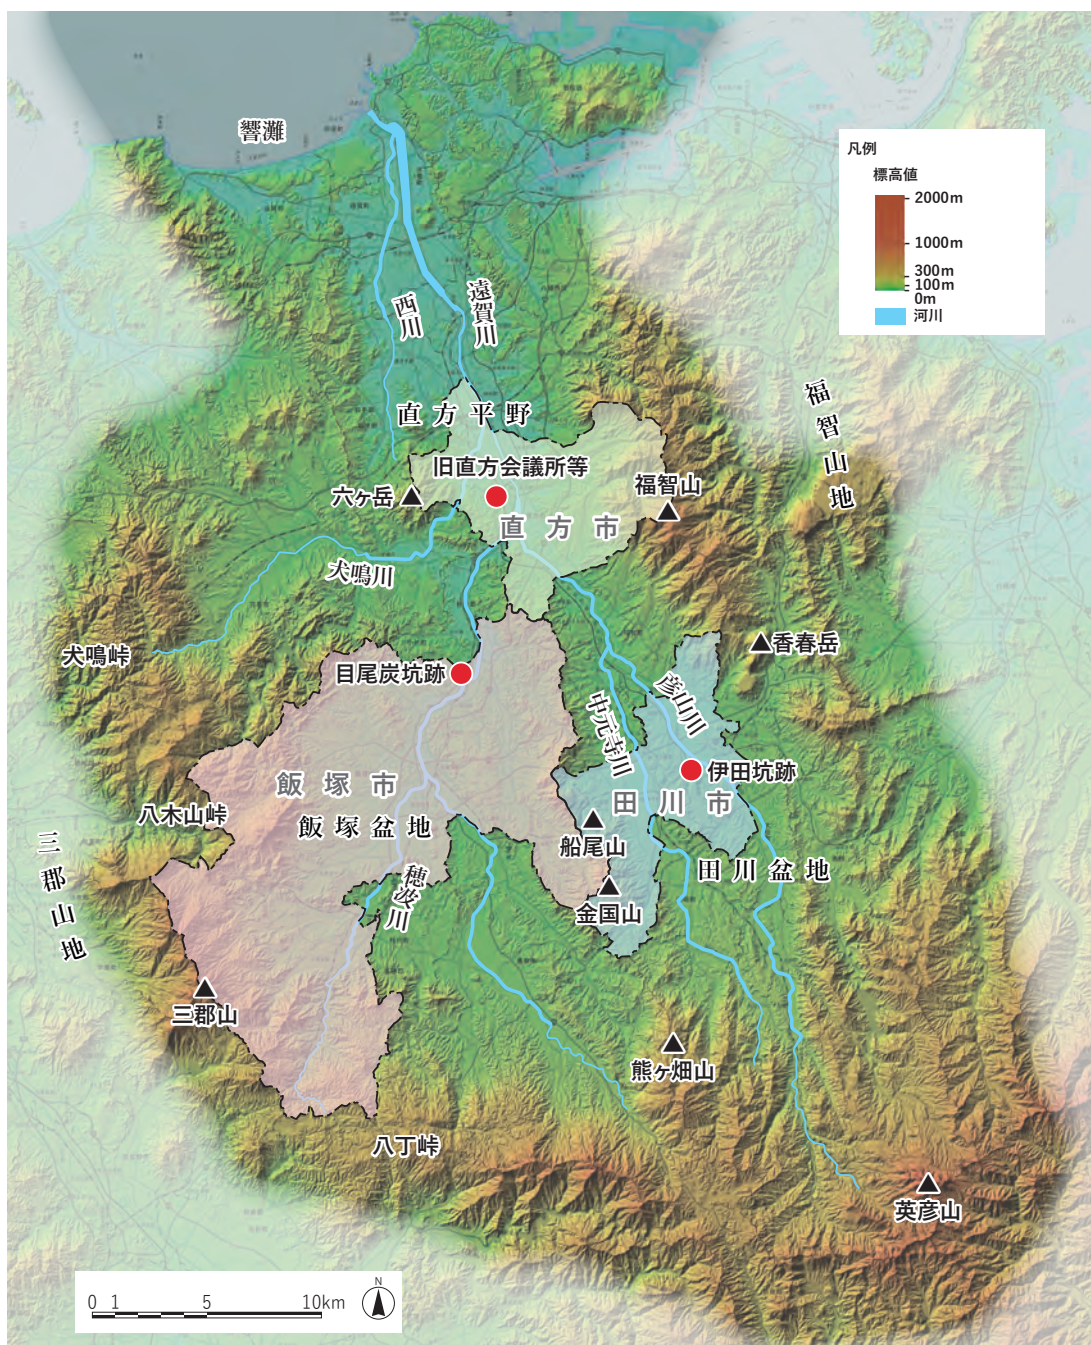 響灘
凡例
標高値
2000m
1000m
300m
100m
0m
河川
西川
遠賀川
直方平野
福智山地
旧直方会議所等
六ヶ岳
福智山
直方市
犬鳴川
犬鳴峠
香春岳
目尾炭坑跡
彦山川
中元寺川
伊田坑跡
飯塚市
田川市
八木山峠
飯塚盆地
船尾山
三郡山地
田川盆地
穂波川
金国山
三郡山
熊ヶ畑山
八丁峠
英彦山
0 1 5 10km
N